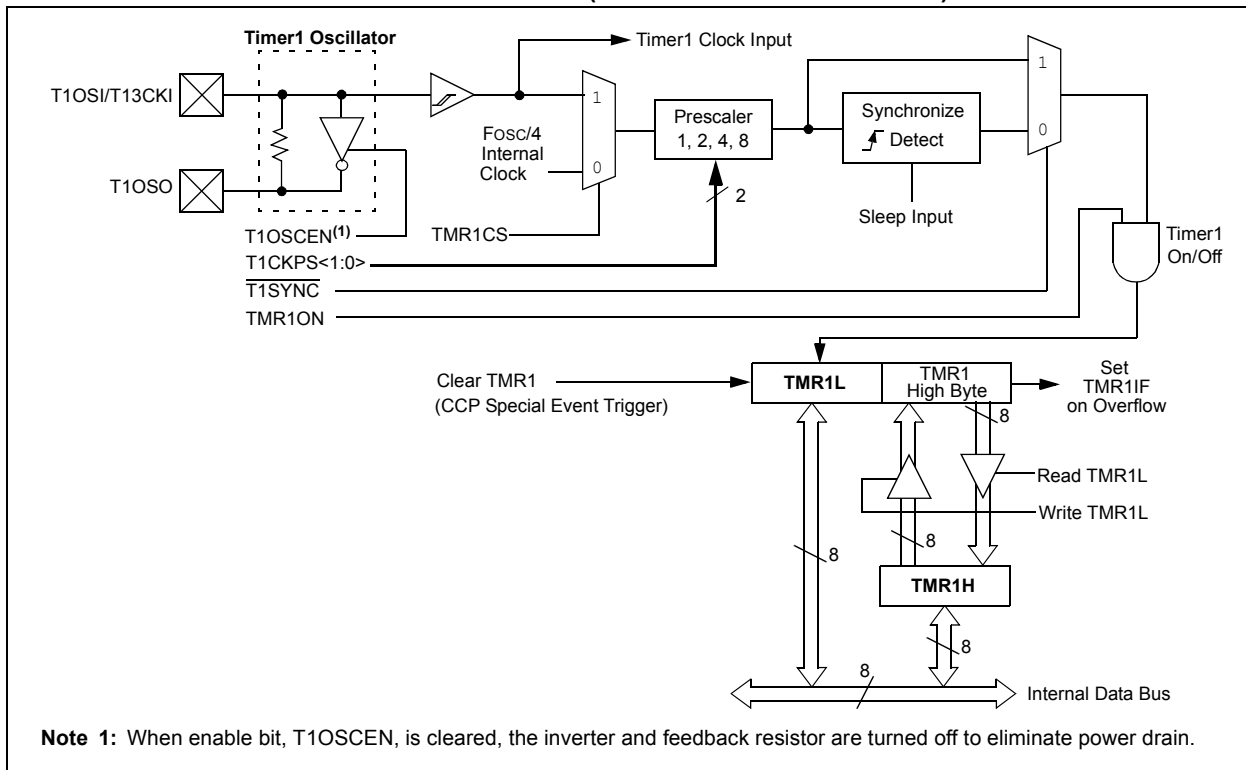 Timer1 Oscillator
Timer1 Clock Input
T1OSI/T13CKI
1
1
Prescaler
1, 2, 4, 8
Synchronize
Detect
FOSC/4
Internal
Clock
0
0
T1OSO
2
Sleep Input
T1OSCEN(1)
TMR1CS
T1CKPS<1:0>
T1SYNC
TMR1ON
Timer1
On/Off
Clear TMR1
(CCP Special Event Trigger)
TMR1L
TMR1
High Byte
Set
TMR1IF
on Overflow
8
Read TMR1L
Write TMR1L
8
8
TMR1H
8
8
Internal Data Bus
Note 1: When enable bit, T1OSCEN, is cleared, the inverter and feedback resistor are turned off to eliminate power drain.